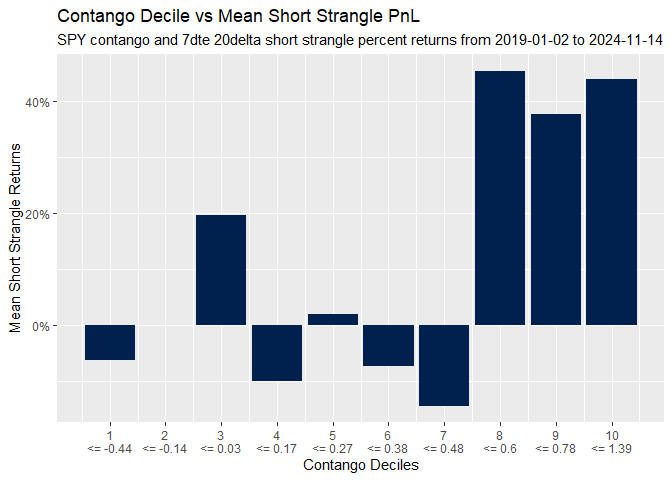 Contango Decile vs Mean Short Strangle PnL
SPY contango and 7dte 20delta short strangle percent returns from 2019-01-02 to 2024-11-14
Mean Short Strangle Returns
40%
20%
0%
1 2 3 4 5 6 7 8 9 10
<= -0.44 <= -0.14 <= 0.03 <= 0.17 <= 0.27 <= 0.38 <= 0.48 <= 0.6 <= 0.78 <= 1.39
Contango Deciles